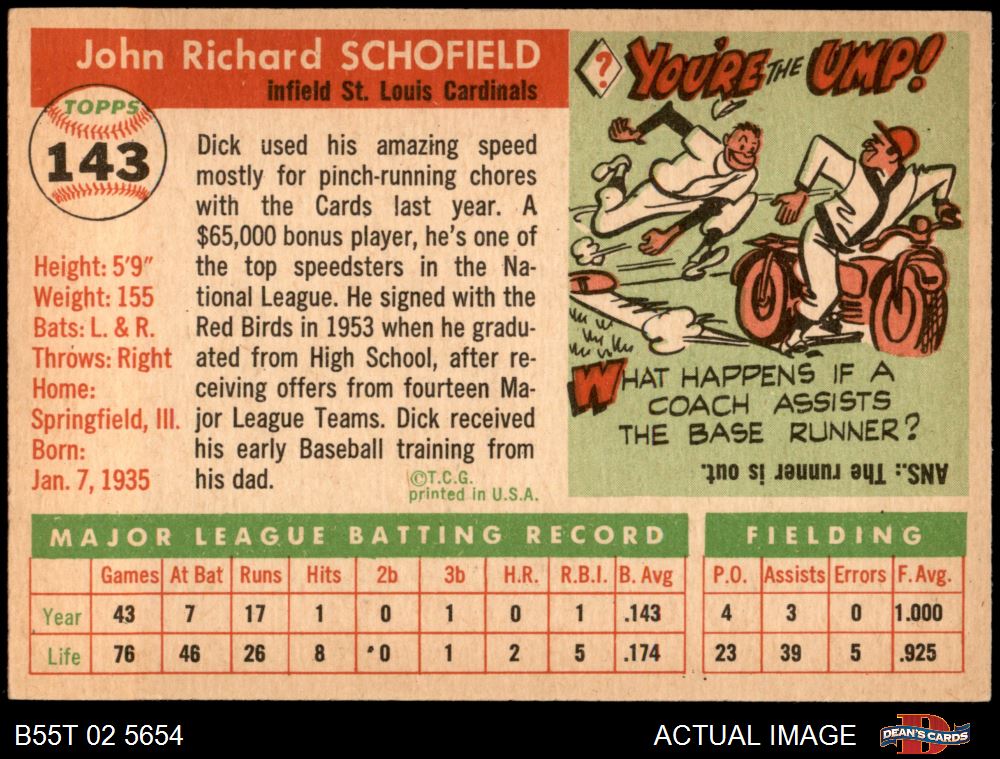 John Richard SCHOFIELD
infield St. Louis Cardinals
TOPPS
143
Height: 5'9"
Weight: 155
Bats: L. & R.
Throws: Right
Home:
Springfield, Ill.
Born:
Jan. 7, 1935
Dick used his amazing speed
mostly for pinch-running chores
with the Cards last year. A
$65,000 bonus player, he's one of
the top speedsters in the Na-
tional League. He signed with the
Red Birds in 1953 when he gradu-
ated from High School, after re-
ceiving offers from fourteen Ma-
jor League Teams. Dick received
his early Baseball training from
his dad.
©T.C.G.
printed in U.S.A.
? YOU'RE THE UMP!
WHAT HAPPENS IF A
COACH ASSISTS
THE BASE RUNNER?
ANS.: The runner is out.
MAJOR LEAGUE BATTING RECORD
Games At Bat Runs Hits 2b 3b H.R. R.B.I. B. Avg
Year 43 7 17 1 0 1 0 1 .143
Life 76 46 26 8 0 1 2 5 .174
FIELDING
P.O. Assists Errors F. Avg.
4 3 0 1.000
23 39 5 .925
B55T 02 5654
ACTUAL IMAGE
D
DEAN'S CARDS